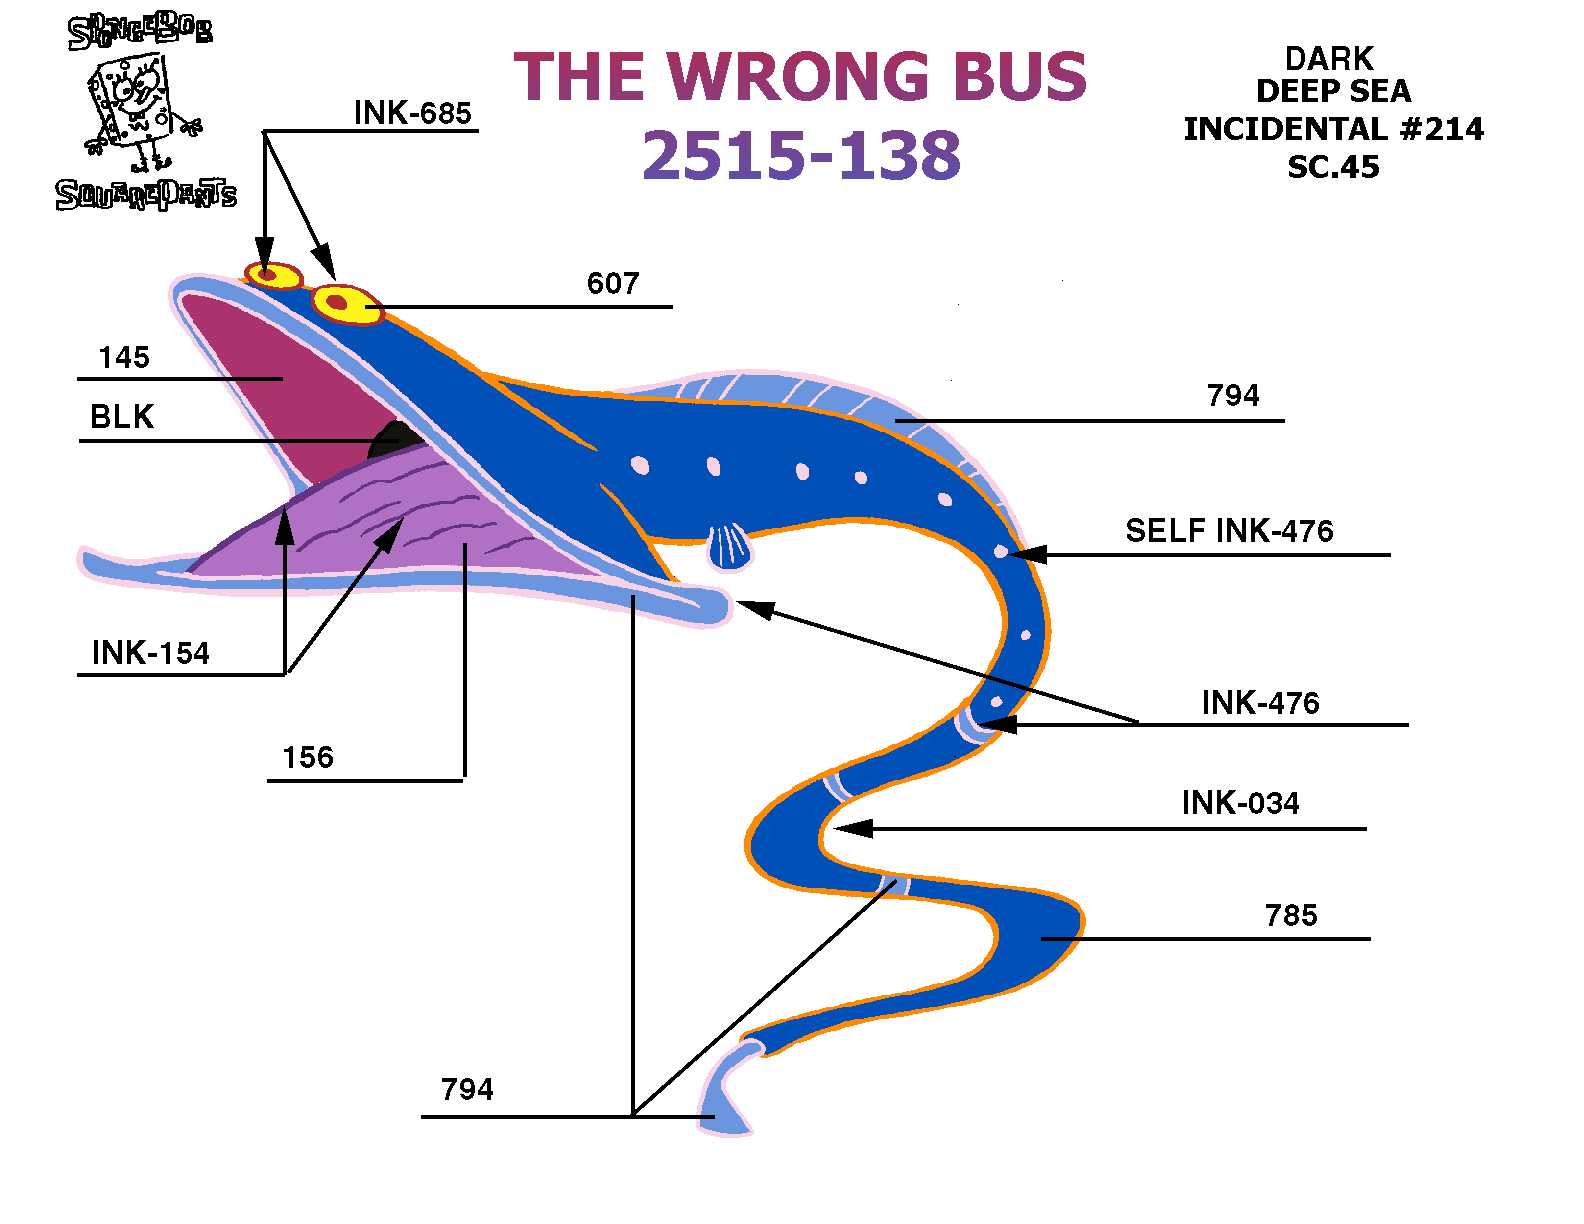 SPONGEBOB
SQUAREPANTS
THE WRONG BUS
2515-138
DARK
DEEP SEA
INCIDENTAL #214
SC.45
INK-685
607
145
BLK
794
SELF INK-476
INK-154
INK-476
156
INK-034
785
794